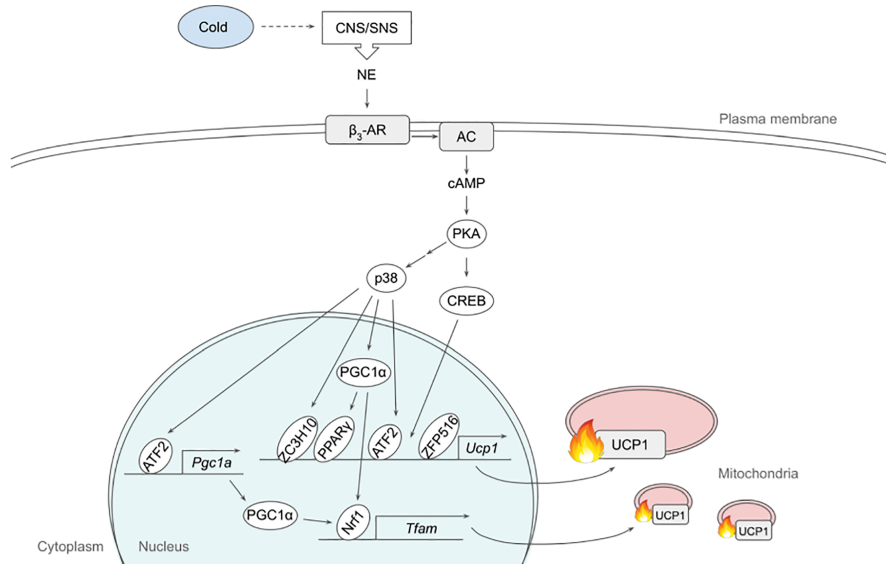 Cold
CNS/SNS
NE
Plasma membrane
β3-AR
AC
cAMP
PKA
p38
CREB
PGC1α
ZC3H10
PPARγ
ATF2
ZFP516
Ucp1
ATF2
Pgc1a
UCP1
Mitochondria
PGC1α
Nrf1
Tfam
UCP1
UCP1
Cytoplasm
Nucleus